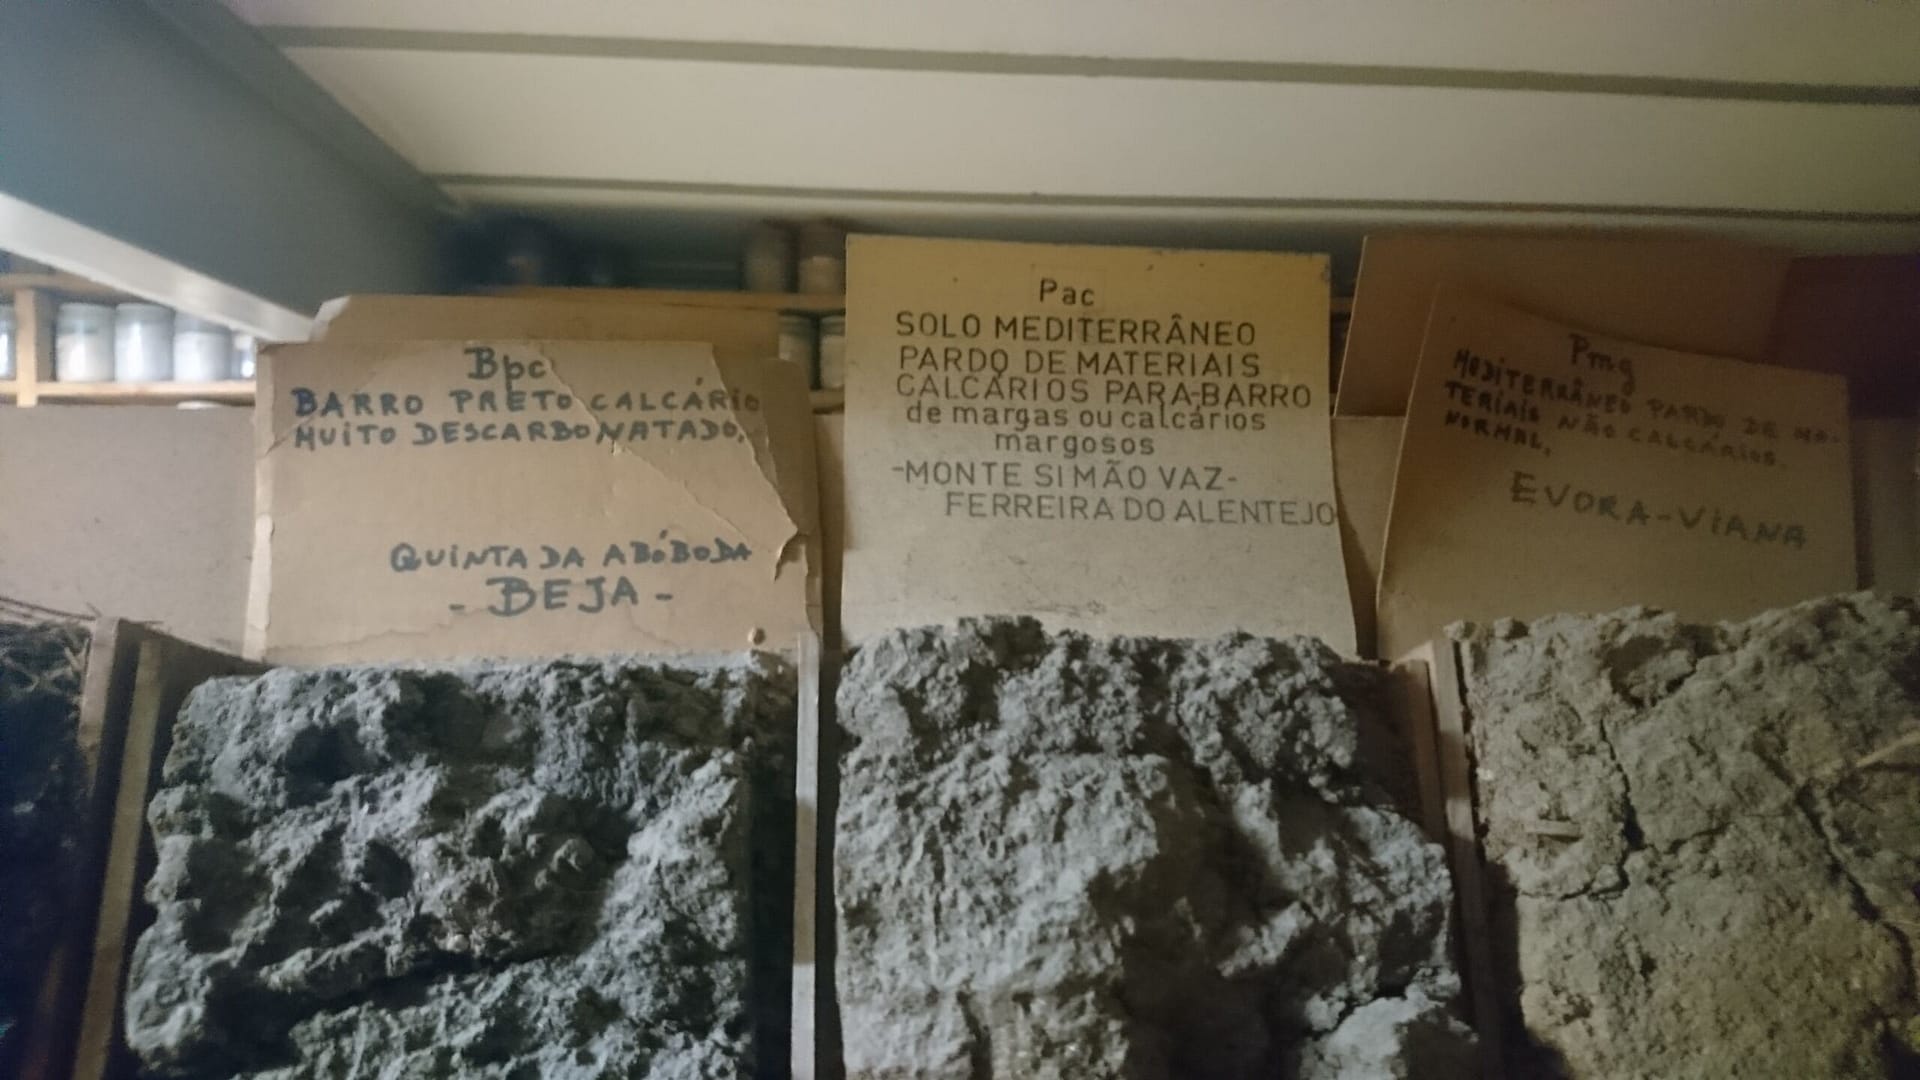 Bpc
BARRO PRETO CALCÁRIO
MUITO DESCARBONATADO,
QUINTA DA ABÓBODA
- BEJA -
Pac
SOLO MEDITERRÂNEO
PARDO DE MATERIAIS
CALCÁRIOS PARA-BARRO
de margas ou calcários
margosos
-MONTE SIMÃO VAZ-
FERREIRA DO ALENTEJO
Pmg
MEDITERRÂNEO PARDO DE MA-
TERIAIS NÃO CALCÁRIOS.
NORMAL,
EVORA-VIANA